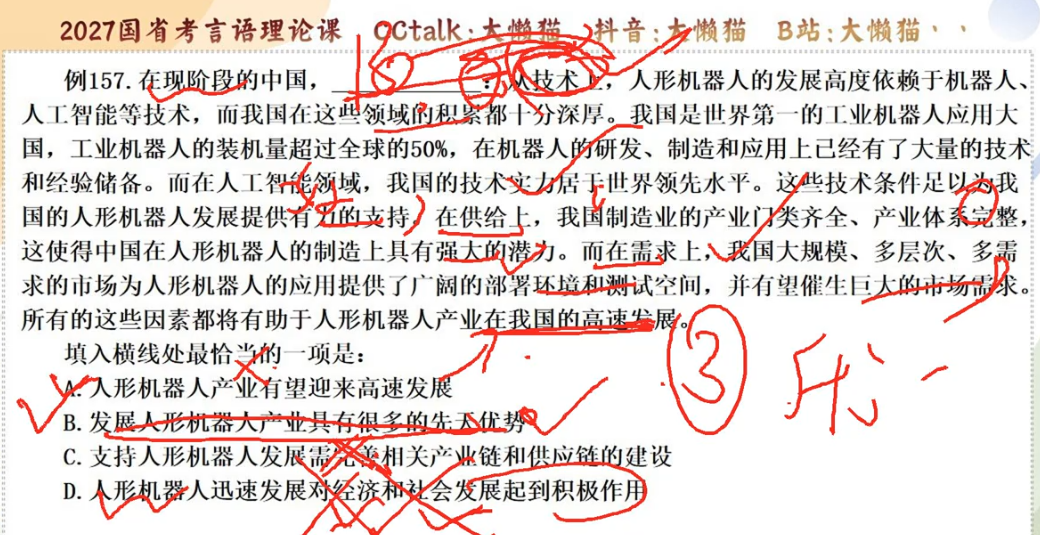 2027国省考言语理论课 CCtalk:大懒猫 抖音:大懒猫 B站:大懒猫
例157.在现阶段的中国，____________：从技术上，人形机器人的发展高度依赖于机器人、
人工智能等技术，而我国在这些领域的积累都十分深厚。我国是世界第一的工业机器人应用大
国，工业机器人的装机量超过全球的50%，在机器人的研发、制造和应用上已经有了大量的技术
和经验储备。而在人工智能领域，我国的技术实力居于世界领先水平。这些技术条件足以为我
国的人形机器人发展提供有力的支持。在供给上，我国制造业的产业门类齐全、产业体系完整，
这使得中国在人形机器人的制造上具有强大的潜力。而在需求上，我国大规模、多层次、多需
求的市场为人形机器人的应用提供了广阔的部署环境和测试空间，并有望催生巨大的市场需求。
所有的这些因素都将有助于人形机器人产业在我国的高速发展。
填入横线处最恰当的一项是：
A.人形机器人产业有望迎来高速发展
B.发展人形机器人产业具有很多的先天优势
C.支持人形机器人发展需完善相关产业链和供应链的建设
D.人形机器人迅速发展对经济和社会发展起到积极作用
③